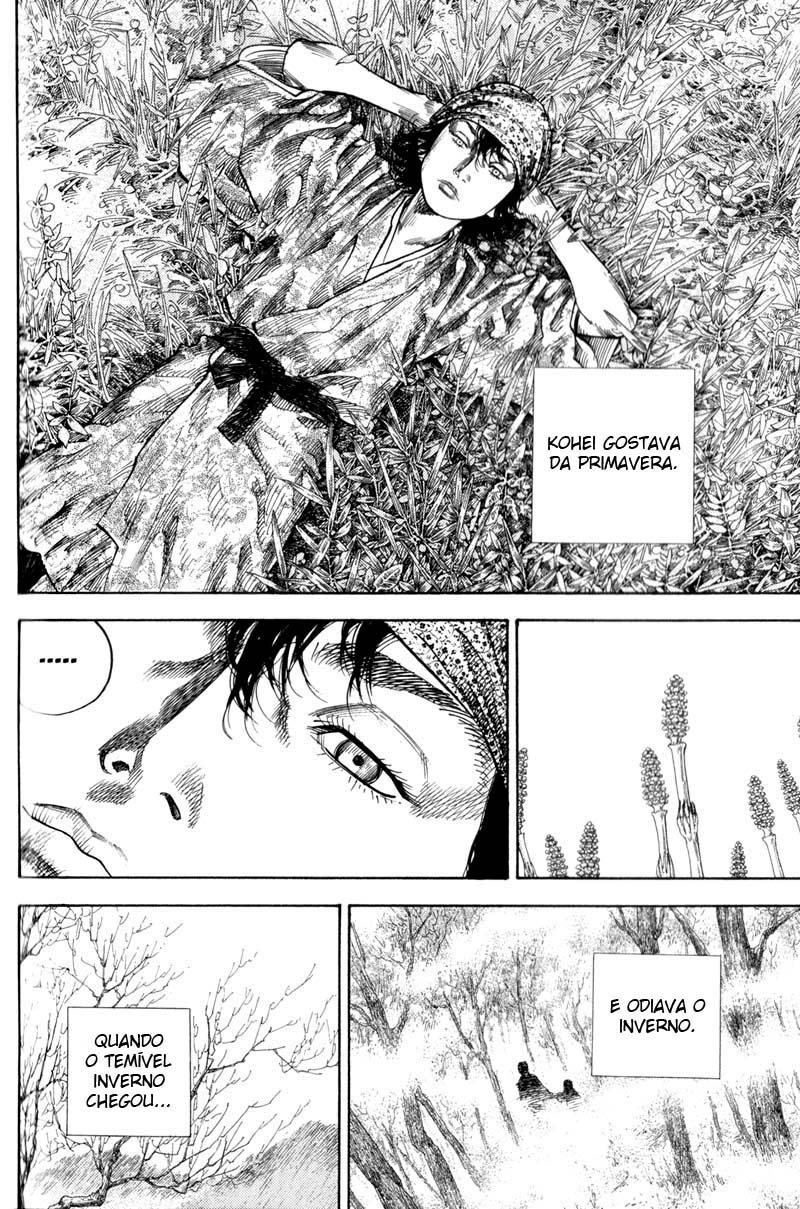 KOHEI GOSTAVA
DA PRIMAVERA.
......
E ODIAVA O
INVERNO.
QUANDO
O TEMÍVEL
INVERNO
CHEGOU...